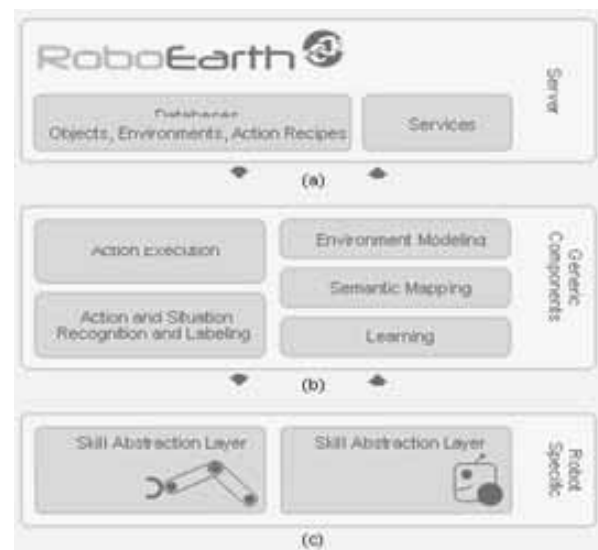 RoboEarth
Server
Databases
Objects, Environments, Action Recipes
Services
(a)
Action Execution
Environment Modeling
Generic
Components
Semantic Mapping
Action and Situation
Recognition and Labeling
Learning
(b)
Skill Abstraction Layer
Skill Abstraction Layer
Robot
Specific
(c)